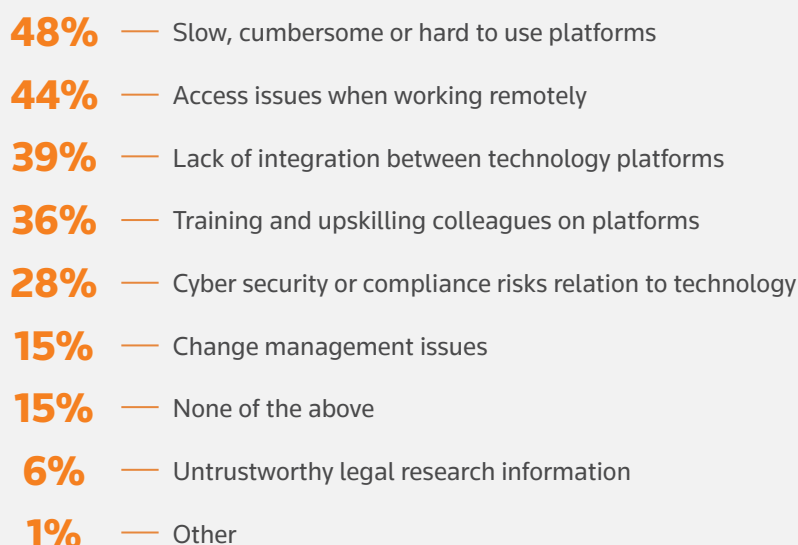 48% — Slow, cumbersome or hard to use platforms
44% — Access issues when working remotely
39% — Lack of integration between technology platforms
36% — Training and upskilling colleagues on platforms
28% — Cyber security or compliance risks relation to technology
15% — Change management issues
15% — None of the above
6% — Untrustworthy legal research information
1% — Other